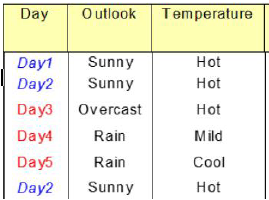 Day Outlook Temperature
Day1 Sunny Hot
Day2 Sunny Hot
Day3 Overcast Hot
Day4 Rain Mild
Day5 Rain Cool
Day2 Sunny Hot